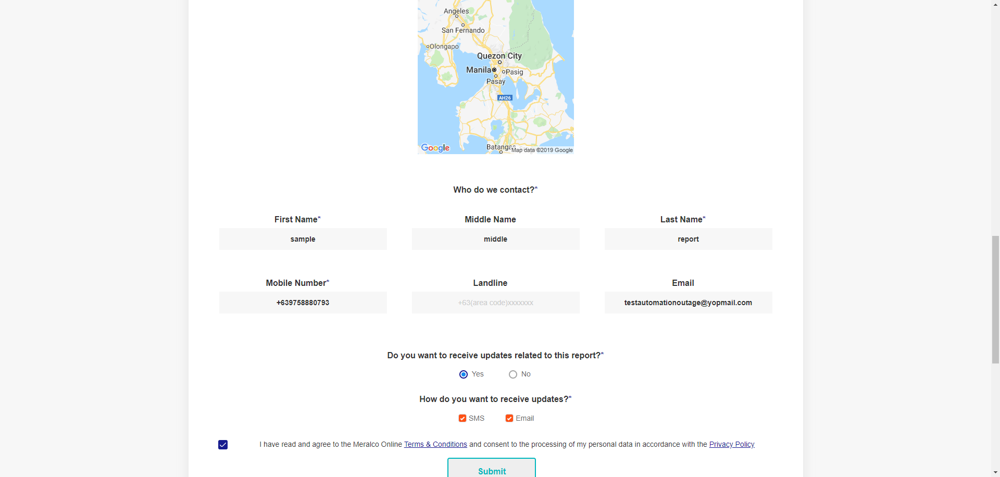 Angeles
San Fernando
Olongapo
Quezon City
Manila
Pasig
Pasay
AH26
Batangas
Google
Map data ©2019 Google
Who do we contact?*
First Name*
Middle Name
Last Name*
sample
middle
report
Mobile Number*
Landline
Email
+639758880793
+63(area code)xxxxxxx
testautomationoutage@yopmail.com
Do you want to receive updates related to this report?*
Yes
No
How do you want to receive updates?*
SMS
Email
I have read and agree to the Meralco Online Terms & Conditions and consent to the processing of my personal data in accordance with the Privacy Policy
Submit